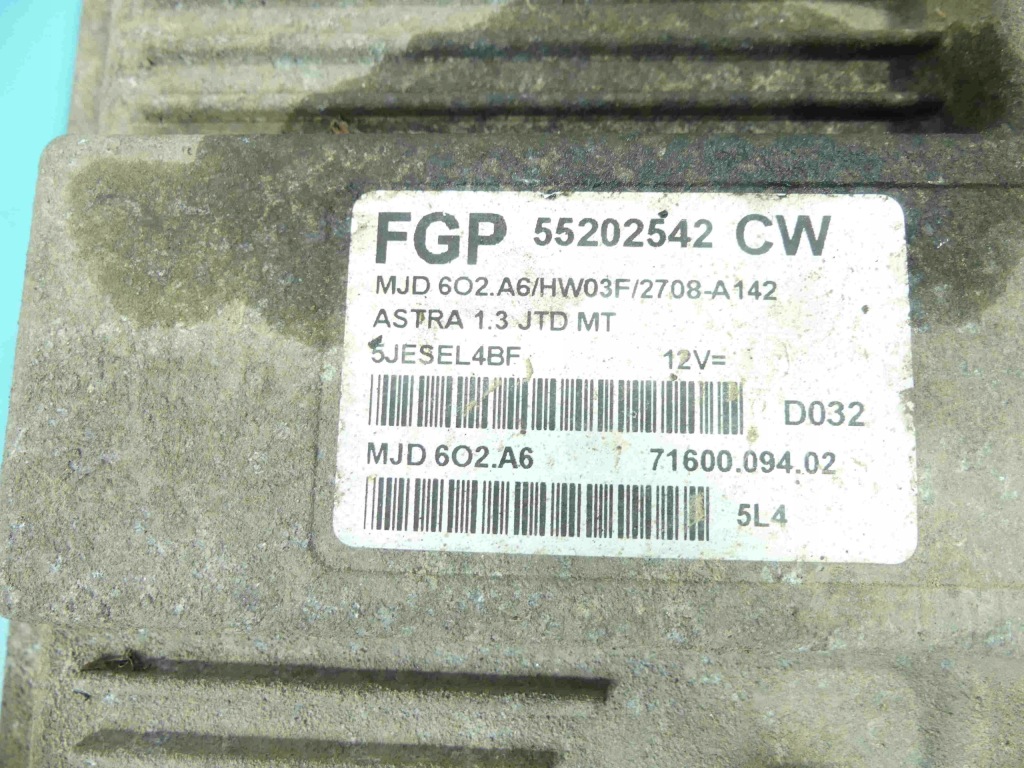 FGP 55202542 CW
MJD 6O2.A6/HW03F/2708-A142
ASTRA 1.3 JTD MT
5JESEL4BF 12V=
D032
MJD 6O2.A6 71600.094.02
5L4